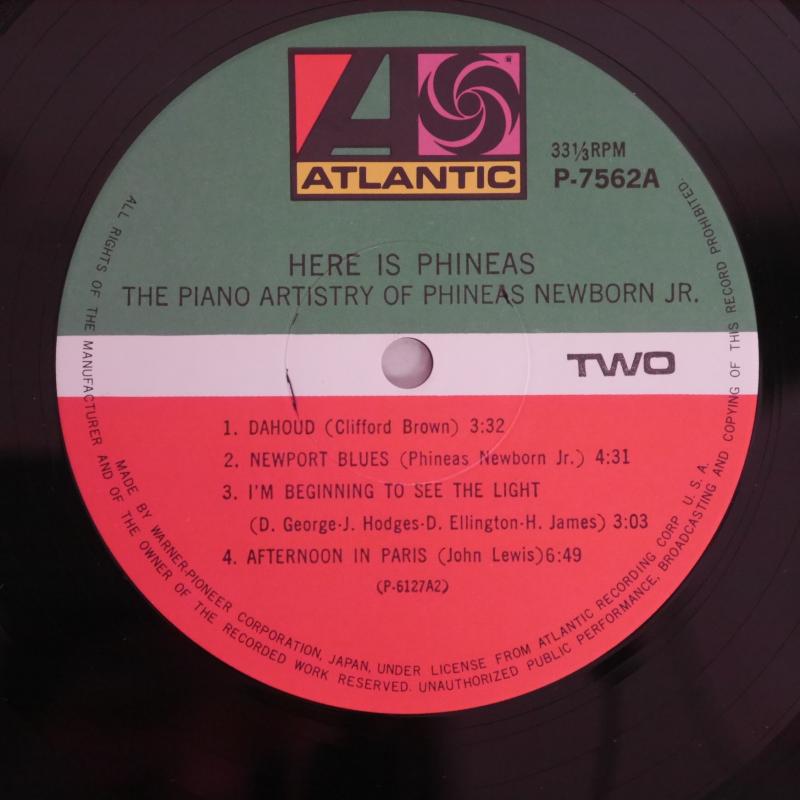 ATLANTIC
33⅓RPM
P-7562A
HERE IS PHINEAS
THE PIANO ARTISTRY OF PHINEAS NEWBORN JR.
TWO
1. DAHOUD (Clifford Brown) 3:32
2. NEWPORT BLUES (Phineas Newborn Jr.) 4:31
3. I'M BEGINNING TO SEE THE LIGHT
(D. George-J. Hodges-D. Ellington-H. James) 3:03
4. AFTERNOON IN PARIS (John Lewis) 6:49
(P-6127A2)
MADE BY WARNER-PIONEER CORPORATION, JAPAN, UNDER LICENSE FROM ATLANTIC RECORDING CORP U. S. A.
ALL RIGHTS OF THE MANUFACTURER AND OF THE OWNER OF THE RECORDED WORK RESERVED. UNAUTHORIZED PUBLIC PERFORMANCE, BROADCASTING AND COPYING OF THIS RECORD PROHIBITED.